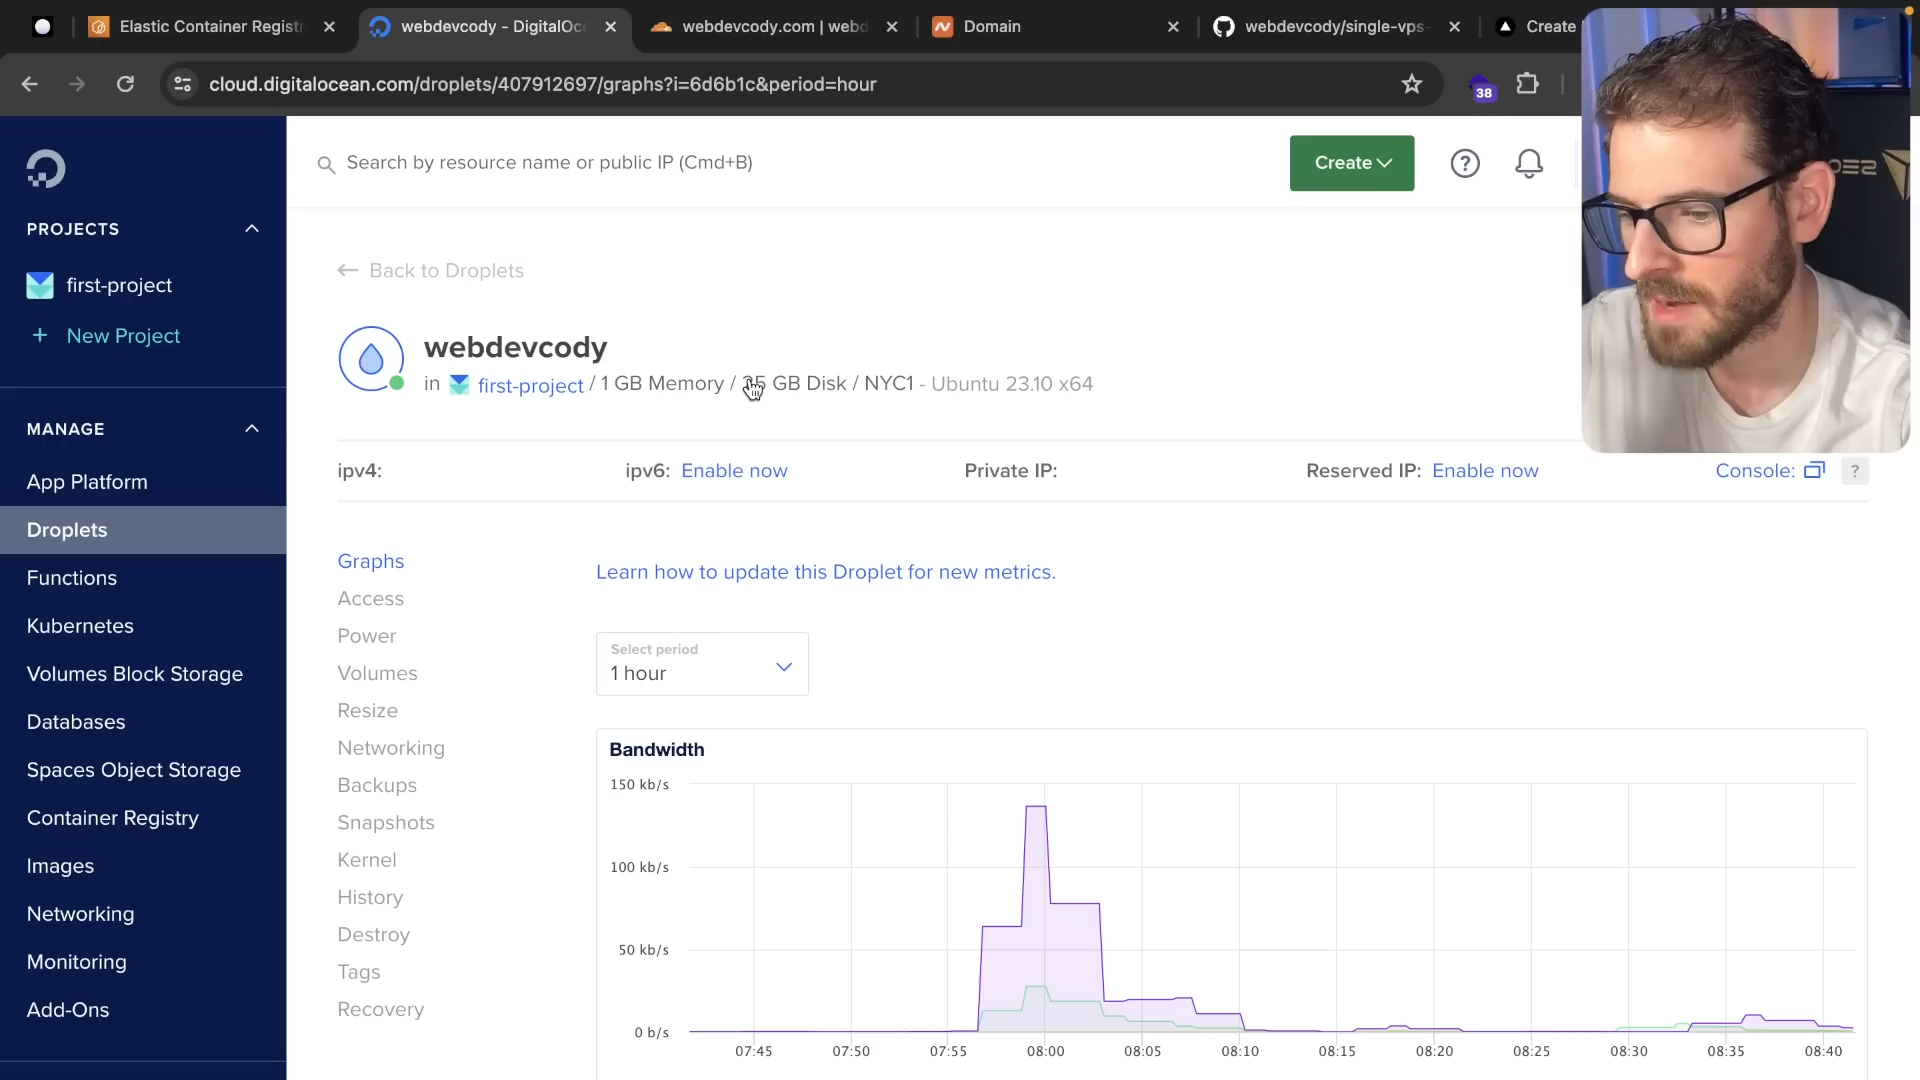 Elastic Container Registr
webdevcody - DigitalOce
webdevcody.com | webd
Domain
webdevcody/single-vps-
Create
cloud.digitalocean.com/droplets/407912697/graphs?i=6d6b1c&period=hour
38
Search by resource name or public IP (Cmd+B)
Create
?
PROJECTS
first-project
+ New Project
MANAGE
App Platform
Droplets
Functions
Kubernetes
Volumes Block Storage
Databases
Spaces Object Storage
Container Registry
Images
Networking
Monitoring
Add-Ons
← Back to Droplets
webdevcody
in first-project / 1 GB Memory / 25 GB Disk / NYC1 - Ubuntu 23.10 x64
ipv4:
ipv6: Enable now
Private IP:
Reserved IP: Enable now
Console:
?
Graphs
Access
Power
Volumes
Resize
Networking
Backups
Snapshots
Kernel
History
Destroy
Tags
Recovery
Learn how to update this Droplet for new metrics.
Select period
1 hour
Bandwidth
150 kb/s
100 kb/s
50 kb/s
0 b/s
07:45 07:50 07:55 08:00 08:05 08:10 08:15 08:20 08:25 08:30 08:35 08:40